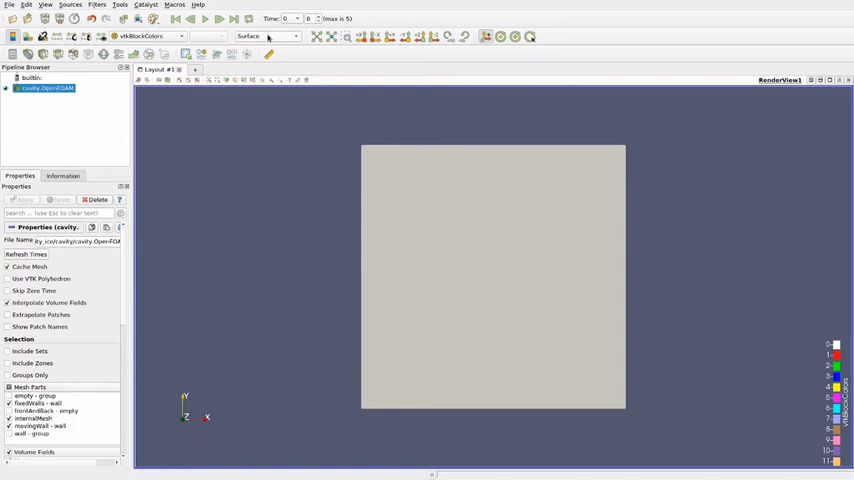 File Edit View Sources Filters Tools Catalyst Macros Help
Time: 0 0 (max is 5)
vtkBlockColors Surface
Pipeline Browser
Layout #1
builtin:
RenderView1
cavity.OpenFOAM
Properties Information
Properties
Apply Reset Delete ?
Search ... (use Esc to clear text)
Properties (cavity.
File Name ity_ico/cavity/cavity.OpenFOA
Refresh Times
Cache Mesh
Use VTK Polyhedron
Skip Zero Time
Interpolate Volume Fields
Extrapolate Patches
Show Patch Names
Selection
Include Sets
Include Zones
Groups Only
Mesh Parts
empty - group
fixedWalls - wall
frontAndBack - empty
internalMesh
movingWall - wall
wall - group
Volume Fields
Y
Z X
0
1
2
3
4
5
6
7
8
9
10
11
vtkBlockColors